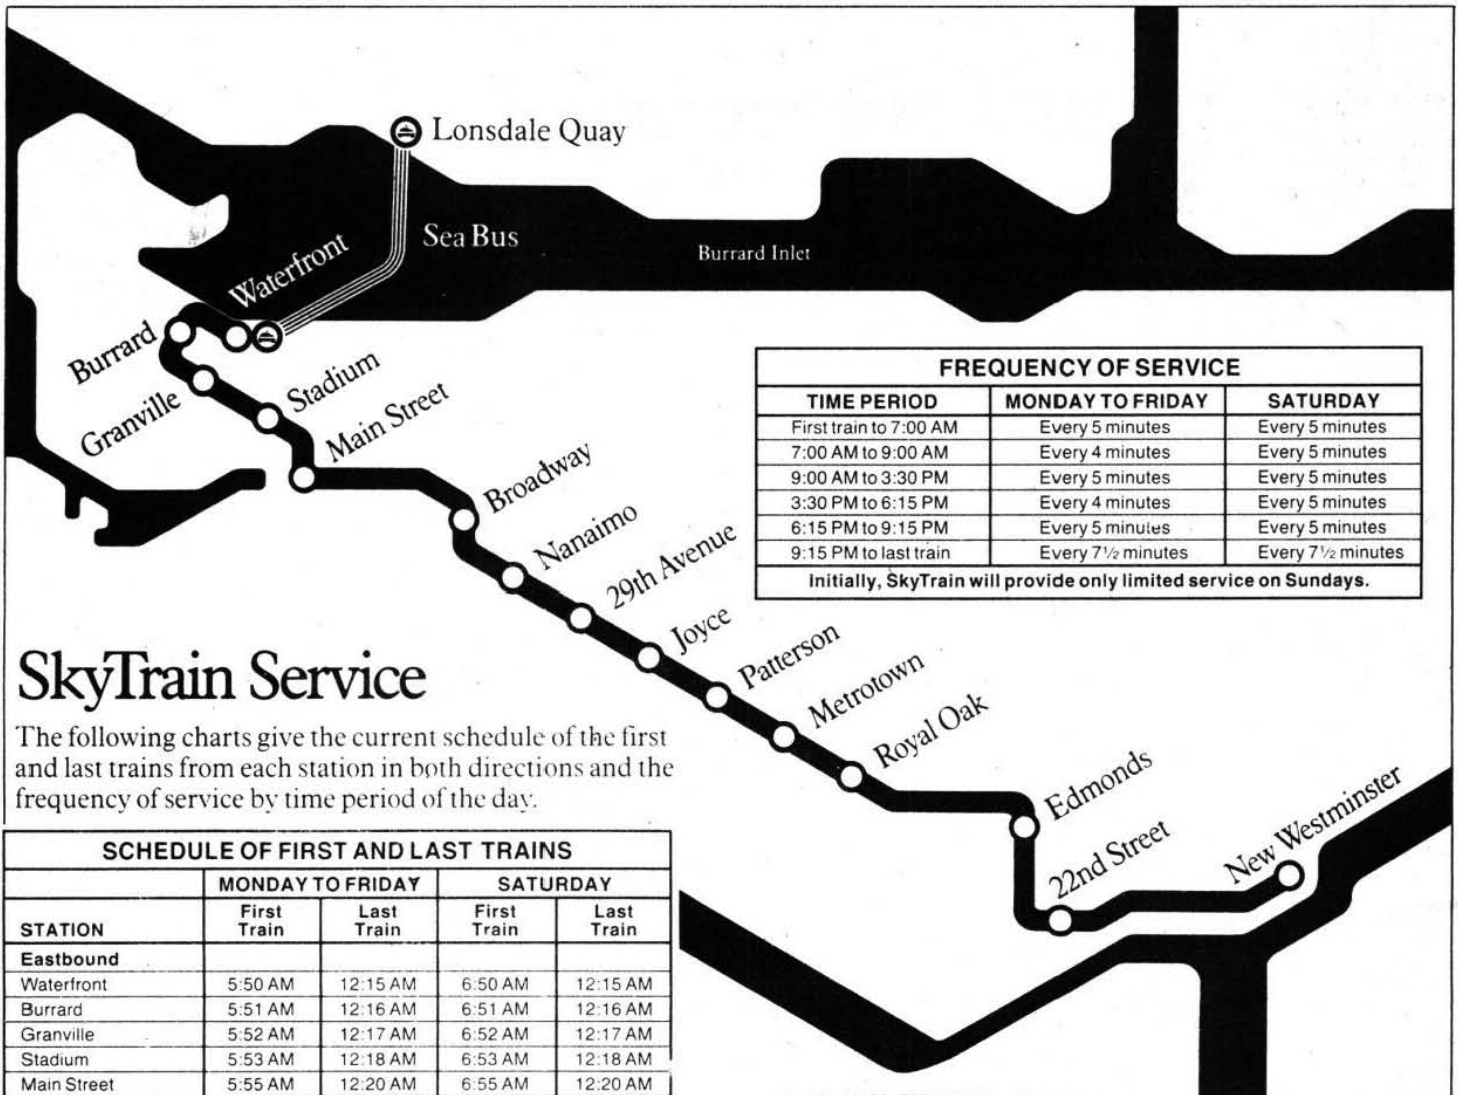 Lonsdale Quay
Sea Bus
Burrard Inlet
Waterfront
Burrard
Granville
Stadium
Main Street
Broadway
Nanaimo
29th Avenue
Joyce
Patterson
Metrotown
Royal Oak
Edmonds
22nd Street
New Westminster
FREQUENCY OF SERVICE
TIME PERIOD MONDAY TO FRIDAY SATURDAY
First train to 7:00 AM Every 5 minutes Every 5 minutes
7:00 AM to 9:00 AM Every 4 minutes Every 5 minutes
9:00 AM to 3:30 PM Every 5 minutes Every 5 minutes
3:30 PM to 6:15 PM Every 4 minutes Every 5 minutes
6:15 PM to 9:15 PM Every 5 minutes Every 5 minutes
9:15 PM to last train Every 7½ minutes Every 7½ minutes
Initially, SkyTrain will provide only limited service on Sundays.
SkyTrain Service
The following charts give the current schedule of the first
and last trains from each station in both directions and the
frequency of service by time period of the day.
SCHEDULE OF FIRST AND LAST TRAINS
MONDAY TO FRIDAY SATURDAY
STATION First Train Last Train First Train Last Train
Eastbound
Waterfront 5:50 AM 12:15 AM 6:50 AM 12:15 AM
Burrard 5:51 AM 12:16 AM 6:51 AM 12:16 AM
Granville 5:52 AM 12:17 AM 6:52 AM 12:17 AM
Stadium 5:53 AM 12:18 AM 6:53 AM 12:18 AM
Main Street 5:55 AM 12:20 AM 6:55 AM 12:20 AM